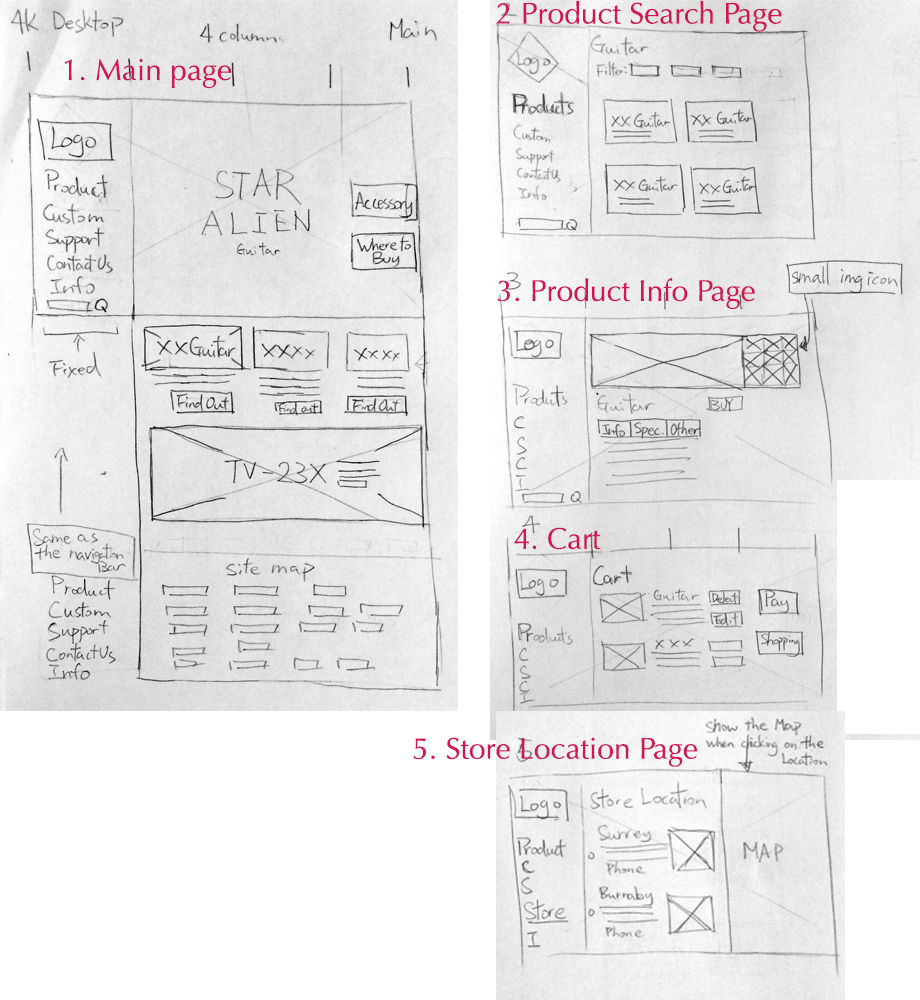 4K Desktop
4 column
Main
1. Main page
Logo
Product
Custom
Support
Contact Us
Info
Q
STAR
ALIEN
Guitar
Accessory
Where to
Buy
Fixed
XX Guitar
XXXX
XXXX
Find Out
Find out
Find Out
TV-23X
Same as
the navigation
Bar
Product
Custom
Support
Contact Us
Info
site map
2 Product Search Page
Logo
Products
Custom
Support
Contact Us
Info
Q
Guitar
Filter:
XX Guitar
XX Guitar
XX Guitar
XX Guitar
3
3. Product Info Page
small img icon
Logo
Produts
C
S
C
I
Q
Guitar
BUY
Info
Spec.
Other
4
4. Cart
Logo
Products
C
S
C
I
Cart
Guitar
Delect
Edit
XXX
Pay
Shopping
5. Store Location Page
show the Map
when clicking on the
Location
Logo
Product
C
S
Store
I
Store Location
Surrey
Phone
Burnaby
Phone
MAP